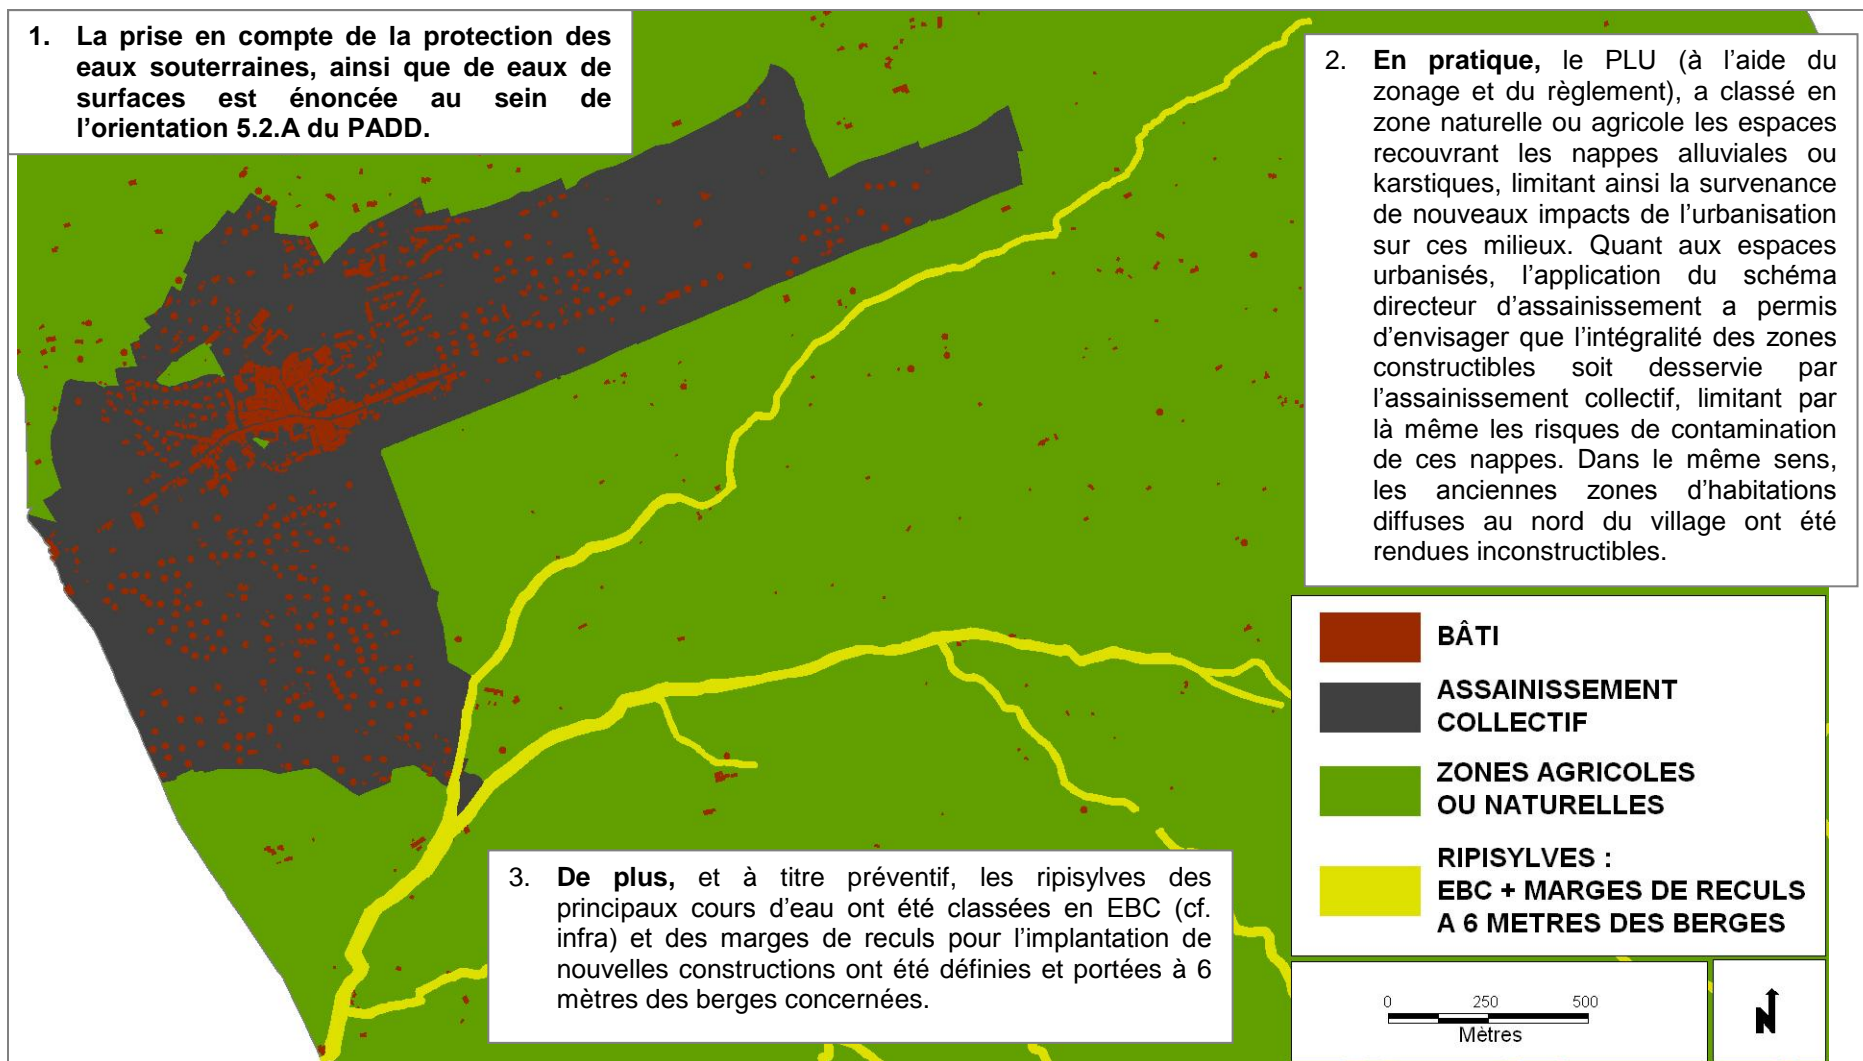 1. La prise en compte de la protection des
eaux souterraines, ainsi que de eaux de
surfaces est énoncée au sein de
l’orientation 5.2.A du PADD.
2. En pratique, le PLU (à l’aide du
zonage et du règlement), a classé en
zone naturelle ou agricole les espaces
recouvrant les nappes alluviales ou
karstiques, limitant ainsi la survenance
de nouveaux impacts de l’urbanisation
sur ces milieux. Quant aux espaces
urbanisés, l’application du schéma
directeur d’assainissement a permis
d’envisager que l’intégralité des zones
constructibles soit desservie par
l’assainissement collectif, limitant par
là même les risques de contamination
de ces nappes. Dans le même sens,
les anciennes zones d’habitations
diffuses au nord du village ont été
rendues inconstructibles.
BÂTI
ASSAINISSEMENT
COLLECTIF
ZONES AGRICOLES
OU NATURELLES
RIPISYLVES :
EBC + MARGES DE RECULS
A 6 METRES DES BERGES
3. De plus, et à titre préventif, les ripisylves des
principaux cours d’eau ont été classées en EBC (cf.
infra) et des marges de reculs pour l’implantation de
nouvelles constructions ont été définies et portées à 6
mètres des berges concernées.
0 250 500
Mètres
N